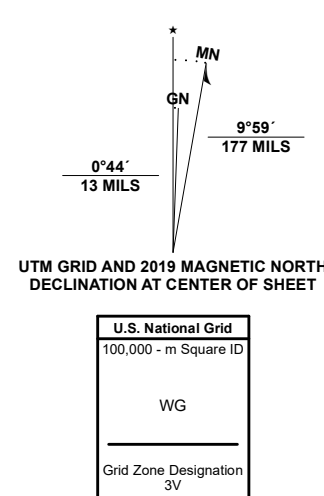 ★
MN
GN
9°59´
177 MILS
0°44´
13 MILS
UTM GRID AND 2019 MAGNETIC NORTH
DECLINATION AT CENTER OF SHEET
U.S. National Grid
100,000 - m Square ID
WG
Grid Zone Designation
3V